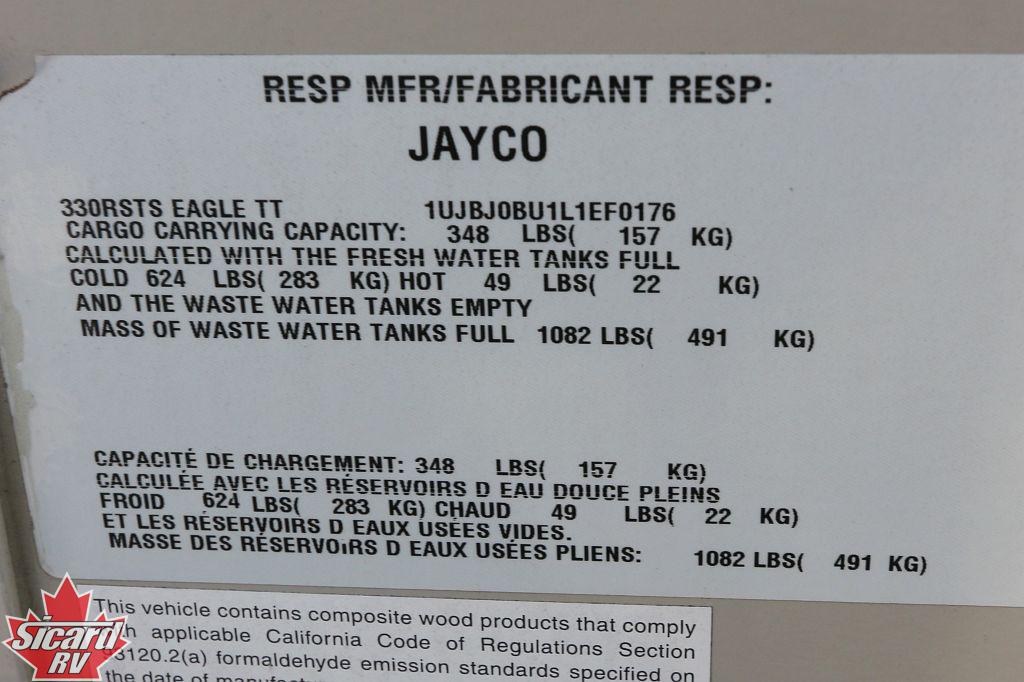 RESP MFR/FABRICANT RESP:
JAYCO
330RSTS EAGLE TT 1UJBJ0BU1L1EF0176
CARGO CARRYING CAPACITY: 348 LBS( 157 KG)
CALCULATED WITH THE FRESH WATER TANKS FULL
COLD 624 LBS( 283 KG) HOT 49 LBS( 22 KG)
AND THE WASTE WATER TANKS EMPTY
MASS OF WASTE WATER TANKS FULL 1082 LBS( 491 KG)
CAPACITÉ DE CHARGEMENT: 348 LBS( 157 KG)
CALCULÉE AVEC LES RÉSERVOIRS D EAU DOUCE PLEINS
FROID 624 LBS( 283 KG) CHAUD 49 LBS( 22 KG)
ET LES RÉSERVOIRS D EAUX USÉES VIDES.
MASSE DES RÉSERVOIRS D EAUX USÉES PLIENS: 1082 LBS( 491 KG)
This vehicle contains composite wood products that comply
applicable California Code of Regulations Section
93120.2(a) formaldehyde emission standards specified on
the date of
Sicard
RV